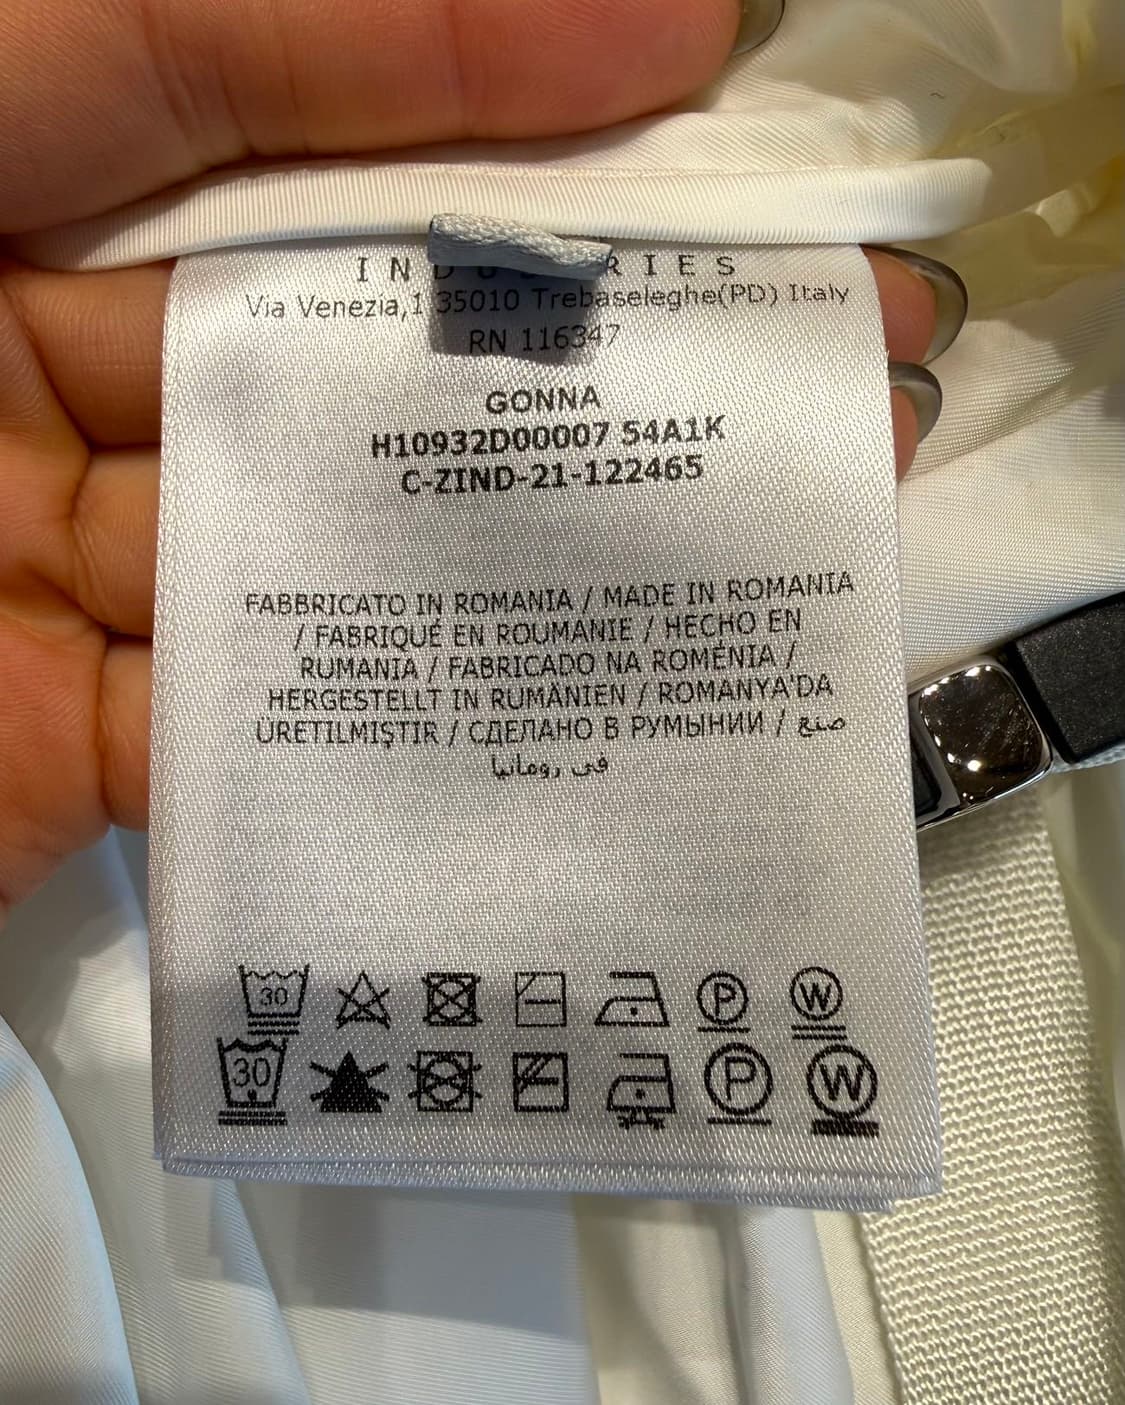 INDUSTRIES
Via Venezia,1 35010 Trebaseleghe(PD) Italy
RN 116347
GONNA
H10932D00007 54A1K
C-ZIND-21-122465
FABBRICATO IN ROMANIA / MADE IN ROMANIA
/ FABRIQUÉ EN ROUMANIE / HECHO EN
RUMANIA / FABRICADO NA ROMÉNIA /
HERGESTELLT IN RUMÄNIEN / ROMANYA'DA
ÜRETILMIŞTIR / СДЕЛАНО В РУМЫНИИ / صنع
في رومانيا
30 P W
30 P W